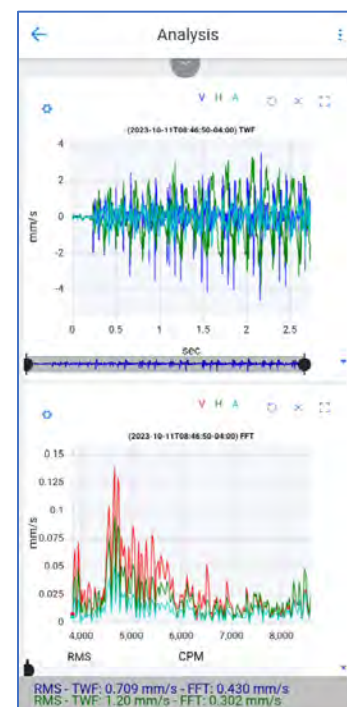 Analysis
V H A
(2023-10-11T08:46:50-04:00) TWF
4
2
0
-2
-4
mm/s
0 0.5 1 1.5 2 2.5
sec
V H A
(2023-10-11T08:46:50-04:00) FFT
0.15
0.125
0.1
0.075
0.05
0.025
0
mm/s
4,000 5,000 6,000 7,000 8,000
RMS CPM
RMS - TWF: 0.709 mm/s - FFT: 0.430 mm/s
RMS - TWF: 1.20 mm/s - FFT: 0.302 mm/s